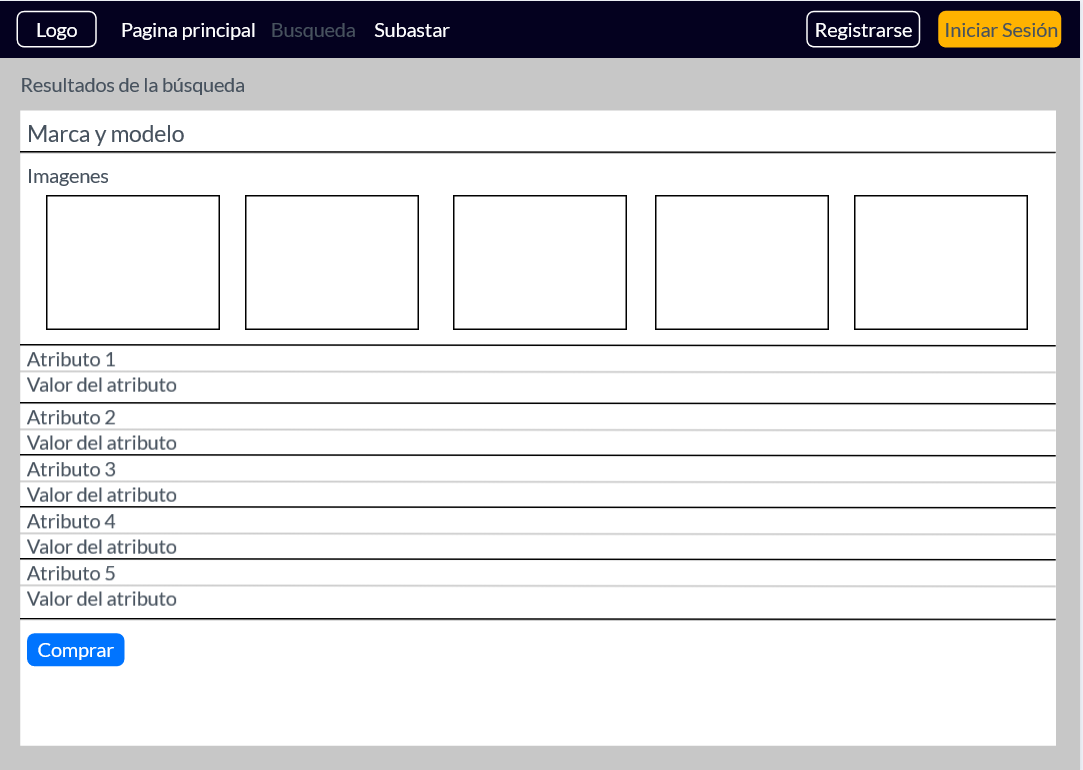 Logo Pagina principal Busqueda Subastar Registrarse Iniciar Sesión
Resultados de la búsqueda
Marca y modelo
Imagenes
Atributo 1
Valor del atributo
Atributo 2
Valor del atributo
Atributo 3
Valor del atributo
Atributo 4
Valor del atributo
Atributo 5
Valor del atributo
Comprar